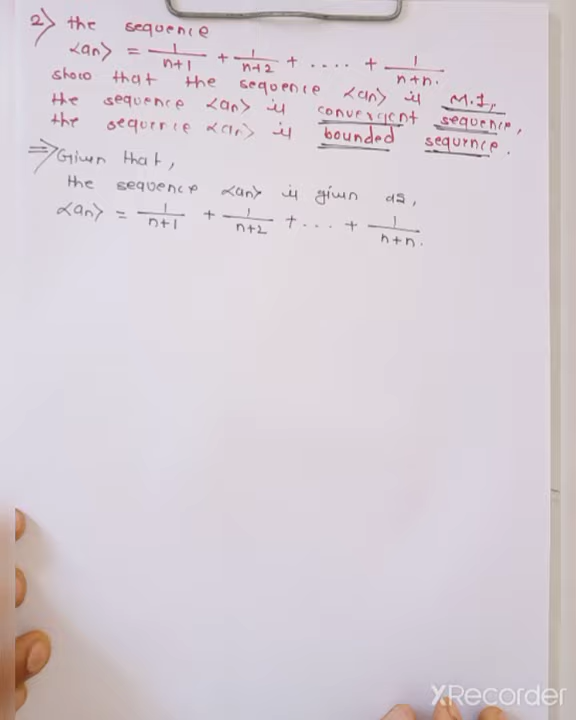 2) the sequence
<an> = 1/n+1 + 1/n+2 + .... + 1/n+n.
show that the sequence <an> is M.I,
the sequence <an> is convergent sequence,
the sequence <an> is bounded sequence.
⇒ Given that,
the sequence <an> is given as,
<an> = 1/n+1 + 1/n+2 + ... + 1/n+n.
XRecorder